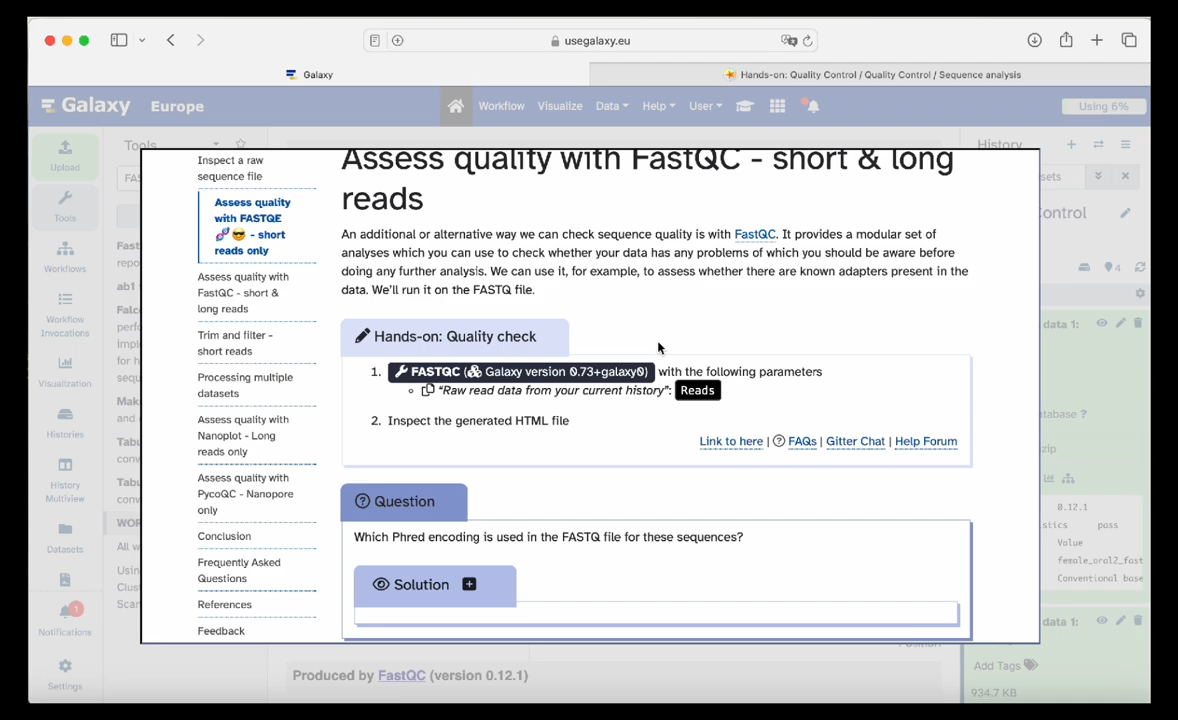 usegalaxy.eu
Galaxy
Hands-on: Quality Control / Quality Control / Sequence analysis
Galaxy Europe
Workflow Visualize Data Help User
Using 6%
Upload
Tools
Workflows
Workflow
Invocations
Visualization
Histories
History
Multiview
Datasets
1
Notifications
Settings
Tools
Inspect a raw
sequence file
Assess quality
with FASTQE
🧬😎 - short
reads only
Assess quality with
FastQC - short &
long reads
Trim and filter -
short reads
Processing multiple
datasets
Assess quality with
Nanoplot - Long
reads only
Assess quality with
PycoQC - Nanopore
only
Conclusion
Frequently Asked
Questions
References
Feedback
Assess quality with FastQC - short & long
reads
An additional or alternative way we can check sequence quality is with FastQC. It provides a modular set of
analyses which you can use to check whether your data has any problems of which you should be aware before
doing any further analysis. We can use it, for example, to assess whether there are known adapters present in the
data. We'll run it on the FASTQ file.
Hands-on: Quality check
1. FASTQC ( Galaxy version 0.73+galaxy0) with the following parameters
"Raw read data from your current history": Reads
2. Inspect the generated HTML file
Link to here | FAQs | Gitter Chat | Help Forum
Question
Which Phred encoding is used in the FASTQ file for these sequences?
Solution
Produced by FastQC (version 0.12.1)
History
4
data 1:
0.12.1
pass
Value
female_oral2_fast
Conventional base
data 1:
Add Tags
934.7 KB